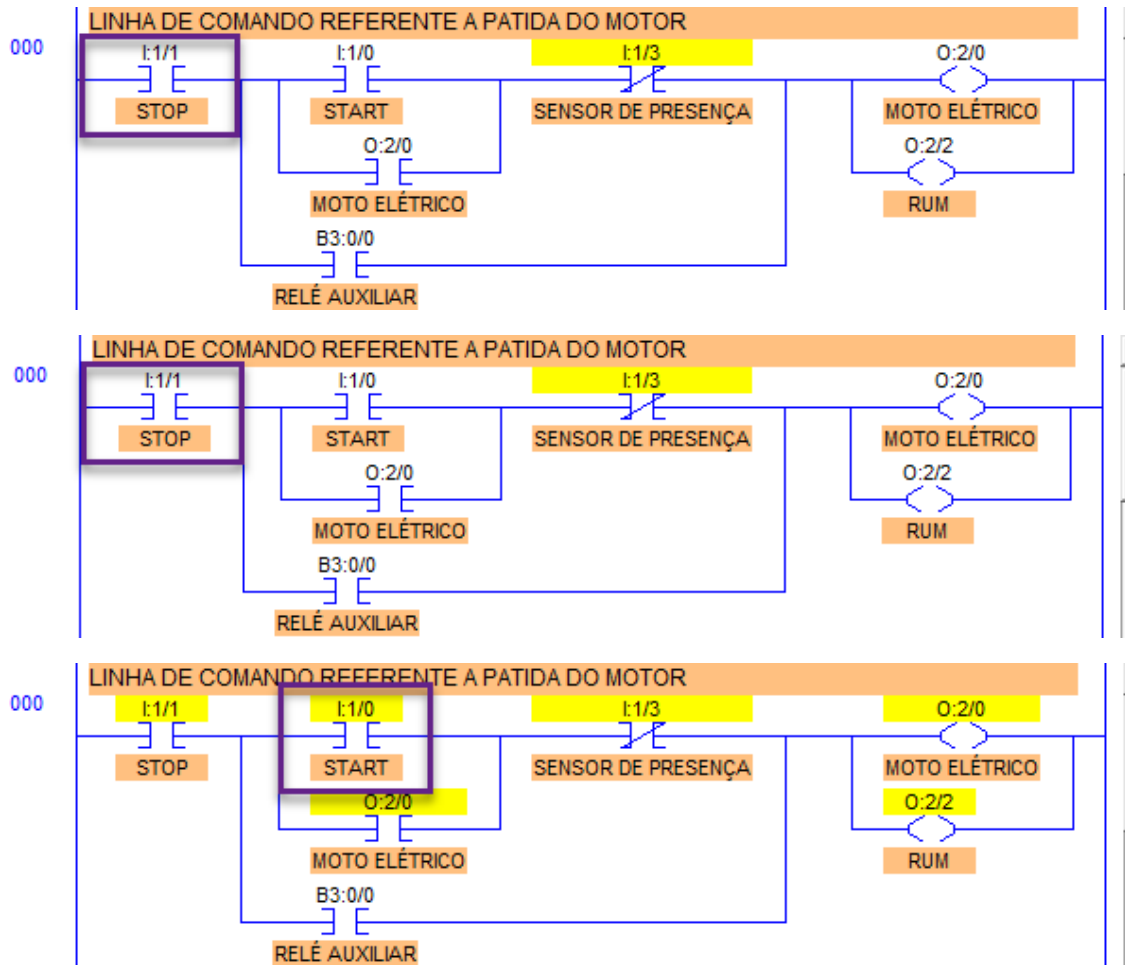 LINHA DE COMANDO REFERENTE A PATIDA DO MOTOR
000
I:1/1 I:1/0 I:1/3 O:2/0
STOP START SENSOR DE PRESENÇA MOTO ELÉTRICO
O:2/0 O:2/2
MOTO ELÉTRICO RUM
B3:0/0
RELÉ AUXILIAR
LINHA DE COMANDO REFERENTE A PATIDA DO MOTOR
000
I:1/1 I:1/0 I:1/3 O:2/0
STOP START SENSOR DE PRESENÇA MOTO ELÉTRICO
O:2/0 O:2/2
MOTO ELÉTRICO RUM
B3:0/0
RELÉ AUXILIAR
LINHA DE COMANDO REFERENTE A PATIDA DO MOTOR
000
I:1/1 I:1/0 I:1/3 O:2/0
STOP START SENSOR DE PRESENÇA MOTO ELÉTRICO
O:2/0 O:2/2
MOTO ELÉTRICO RUM
B3:0/0
RELÉ AUXILIAR